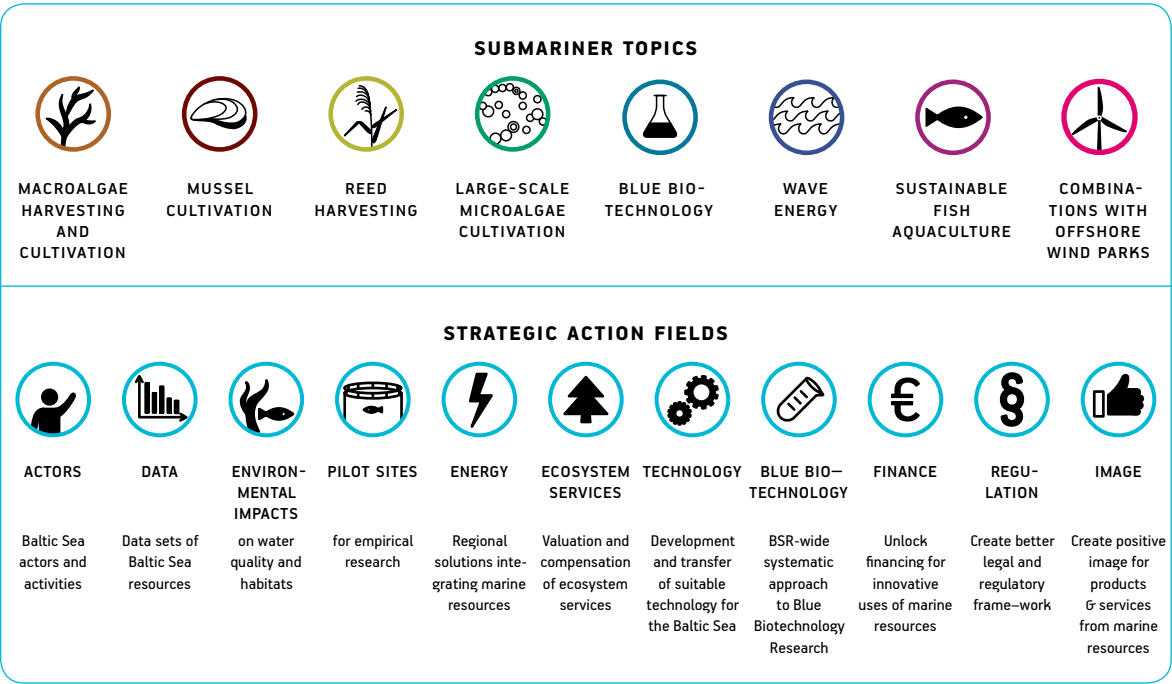 SUBMARINER TOPICS
MACROALGAE
HARVESTING
AND
CULTIVATION
MUSSEL
CULTIVATION
REED
HARVESTING
LARGE-SCALE
MICROALGAE
CULTIVATION
BLUE BIO-
TECHNOLOGY
WAVE
ENERGY
SUSTAINABLE
FISH
AQUACULTURE
COMBINA-
TIONS WITH
OFFSHORE
WIND PARKS
STRATEGIC ACTION FIELDS
ACTORS
Baltic Sea
actors and
activities
DATA
Data sets of
Baltic Sea
resources
ENVIRON-
MENTAL
IMPACTS
on water
quality and
habitats
PILOT SITES
for empirical
research
ENERGY
Regional
solutions inte-
grating marine
resources
ECOSYSTEM
SERVICES
Valuation and
compensation
of ecosystem
services
TECHNOLOGY
Development
and transfer
of suitable
technology for
the Baltic Sea
BLUE BIO—
TECHNOLOGY
BSR-wide
systematic
approach
to Blue
Biotechnology
Research
£
FINANCE
Unlock
financing for
innovative
uses of marine
resources
§
REGU-
LATION
Create better
legal and
regulatory
frame–work
IMAGE
Create positive
image for
products
& services
from marine
resources